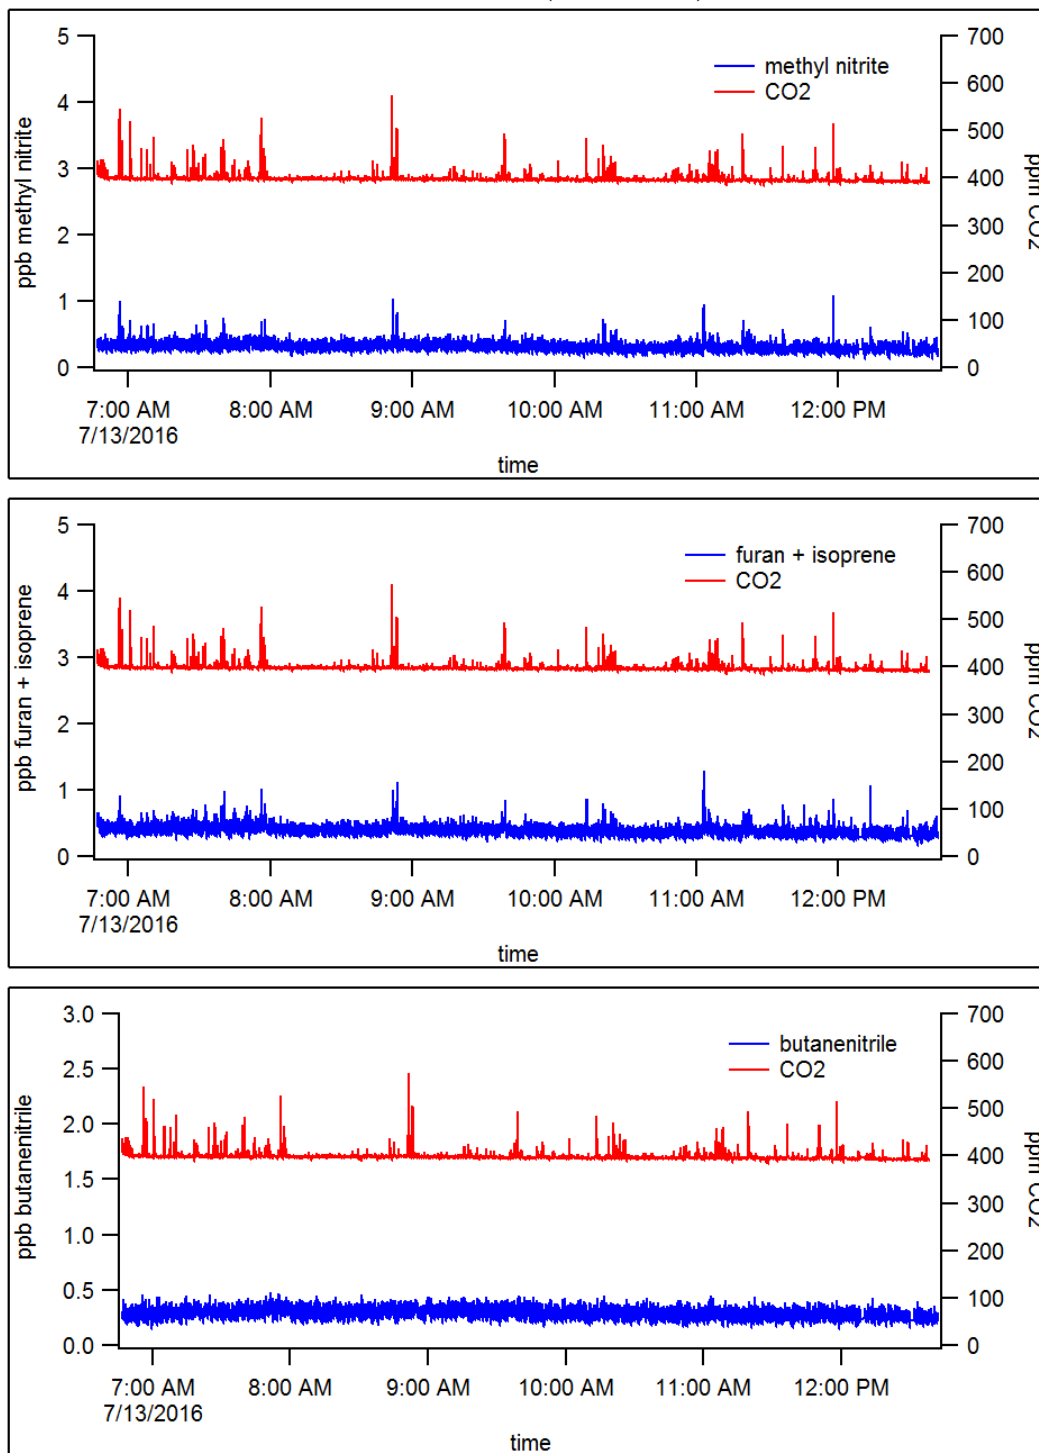 5
4
3
2
1
0
ppb methyl nitrite
700
600
500
400
300
200
100
0
ppm CO2
methyl nitrite
CO2
7:00 AM
7/13/2016
8:00 AM
9:00 AM
10:00 AM
11:00 AM
12:00 PM
time
5
4
3
2
1
0
ppb furan + isoprene
700
600
500
400
300
200
100
0
ppm CO2
furan + isoprene
CO2
7:00 AM
7/13/2016
8:00 AM
9:00 AM
10:00 AM
11:00 AM
12:00 PM
time
3.0
2.5
2.0
1.5
1.0
0.5
0.0
ppb butanenitrile
700
600
500
400
300
200
100
0
ppm CO2
butanenitrile
CO2
7:00 AM
7/13/2016
8:00 AM
9:00 AM
10:00 AM
11:00 AM
12:00 PM
time